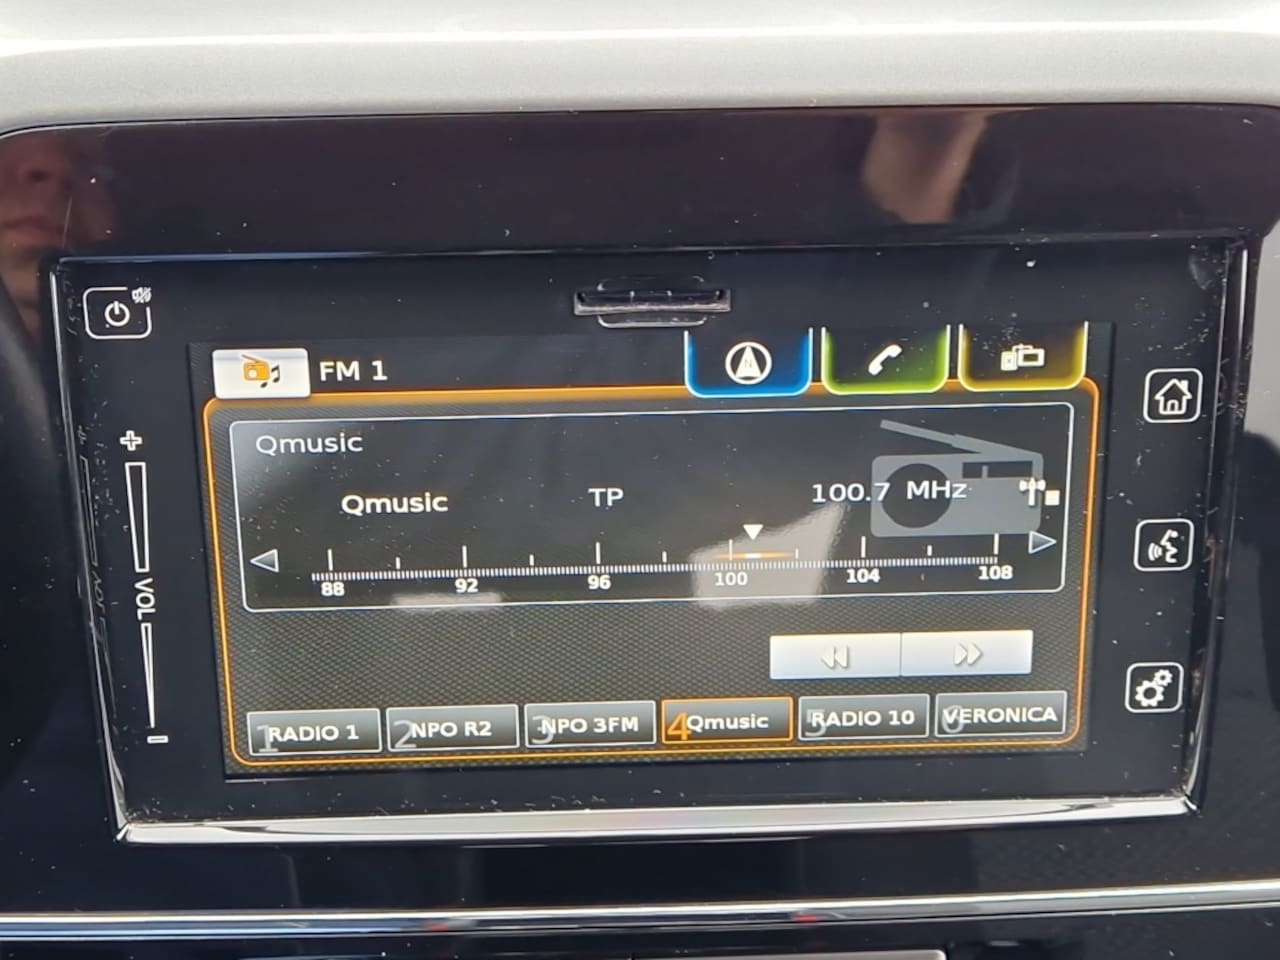 FM 1
Qmusic
Qmusic TP 100.7 MHz
88 92 96 100 104 108
VOL
1 RADIO 1 2 NPO R2 3 NPO 3FM 4 Qmusic 5 RADIO 10 6 VERONICA